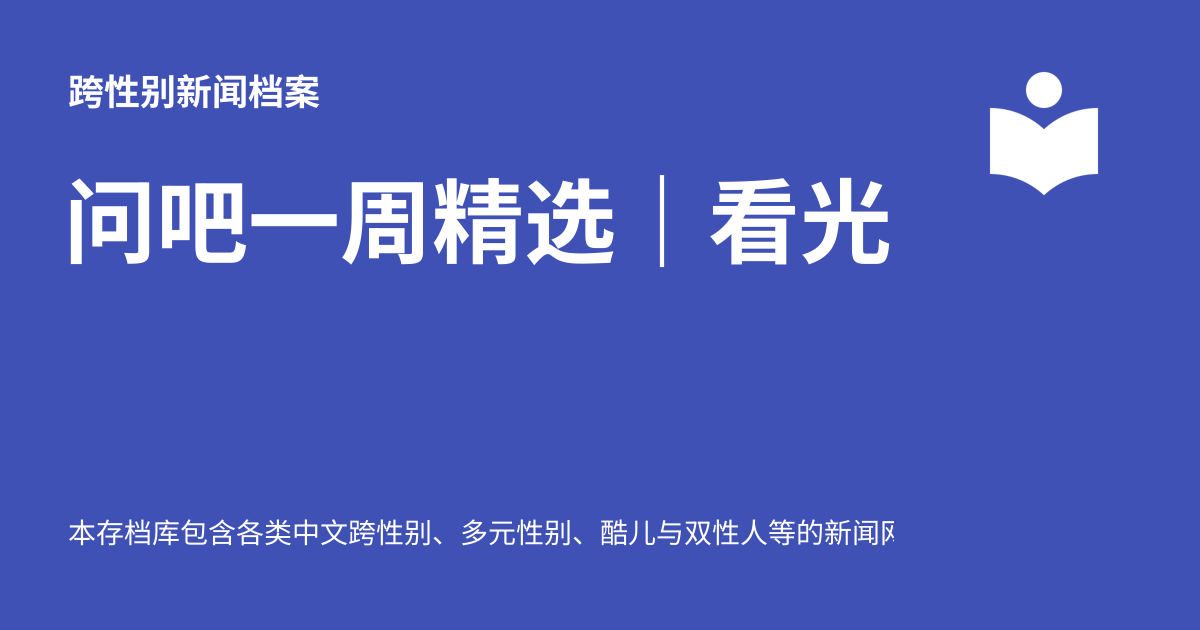 跨性别新闻档案
问吧一周精选｜看光
本存档库包含各类中文跨性别、多元性别、酷儿与双性人等的新闻